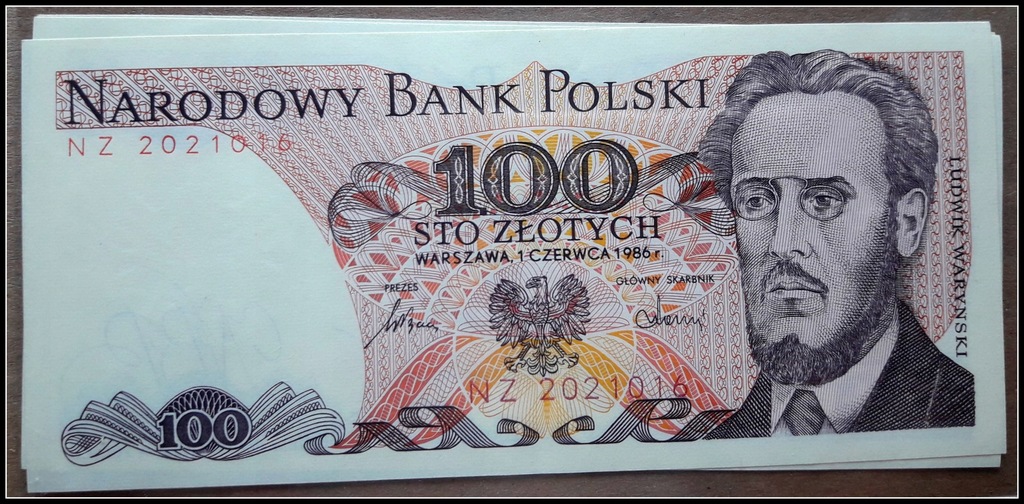 NARODOWY BANK POLSKI
NZ 2021016
100
STO ZŁOTYCH
WARSZAWA, 1 CZERWCA 1986 r.
PREZES
GŁÓWNY SKARBNIK
NZ 2021016
100
LUDWIK WARYŃSKI